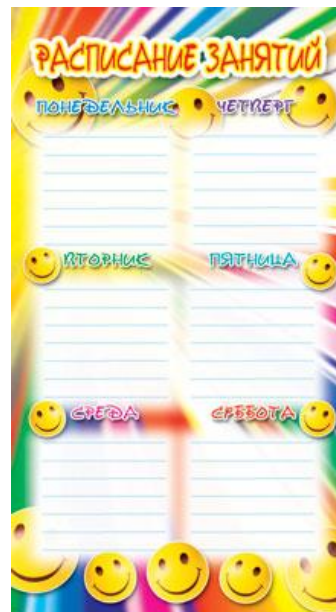 РАСПИСАНИЕ ЗАНЯТИЙ
ПОНЕДЕЛЬНИК
ЧЕТВЕРГ
ВТОРНИК
ПЯТНИЦА
СРЕДА
СУББОТА